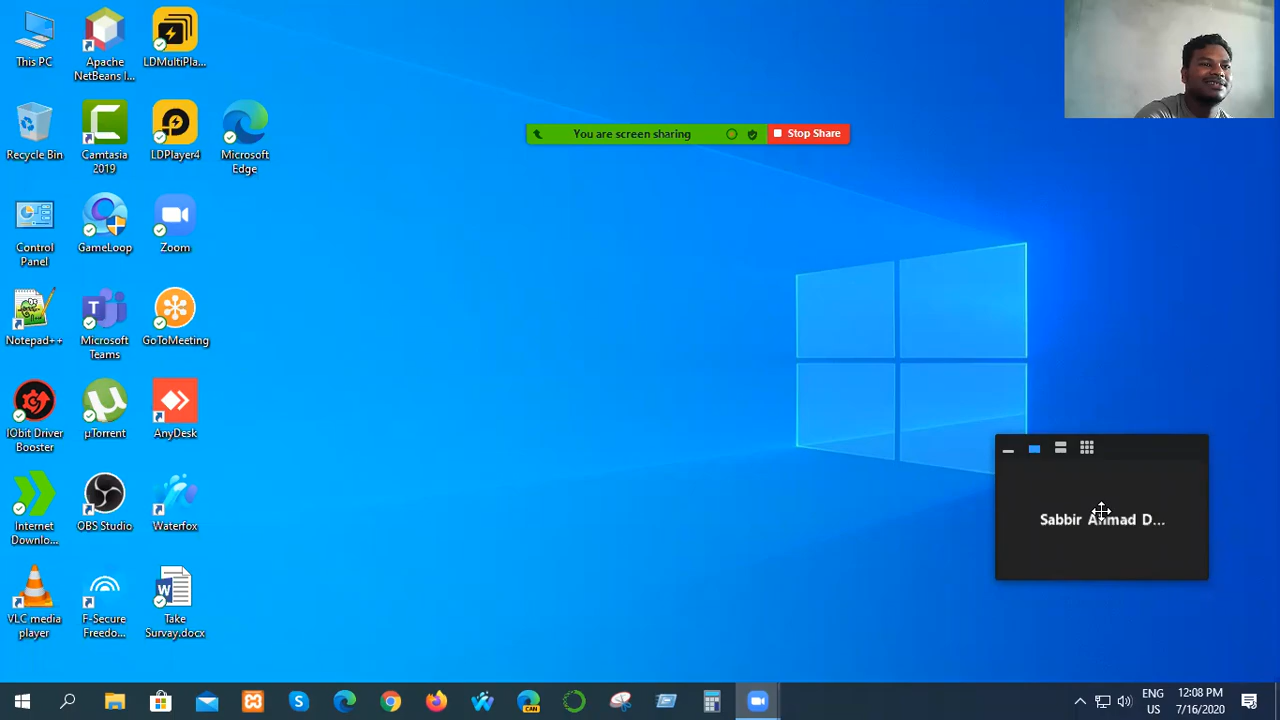 This PC
Apache
NetBeans I...
LDMultiPla...
Recycle Bin
Camtasia
2019
LDPlayer4
Microsoft
Edge
Control
Panel
GameLoop
Zoom
Notepad++
Microsoft
Teams
GoToMeeting
IObit Driver
Booster
µTorrent
AnyDesk
Internet
Downlo...
OBS Studio
Waterfox
VLC media
player
F-Secure
Freedo...
Take
Survay.docx
You are screen sharing
Stop Share
Sabbir Ahmad D...
CAN
ENG
US
12:08 PM
7/16/2020